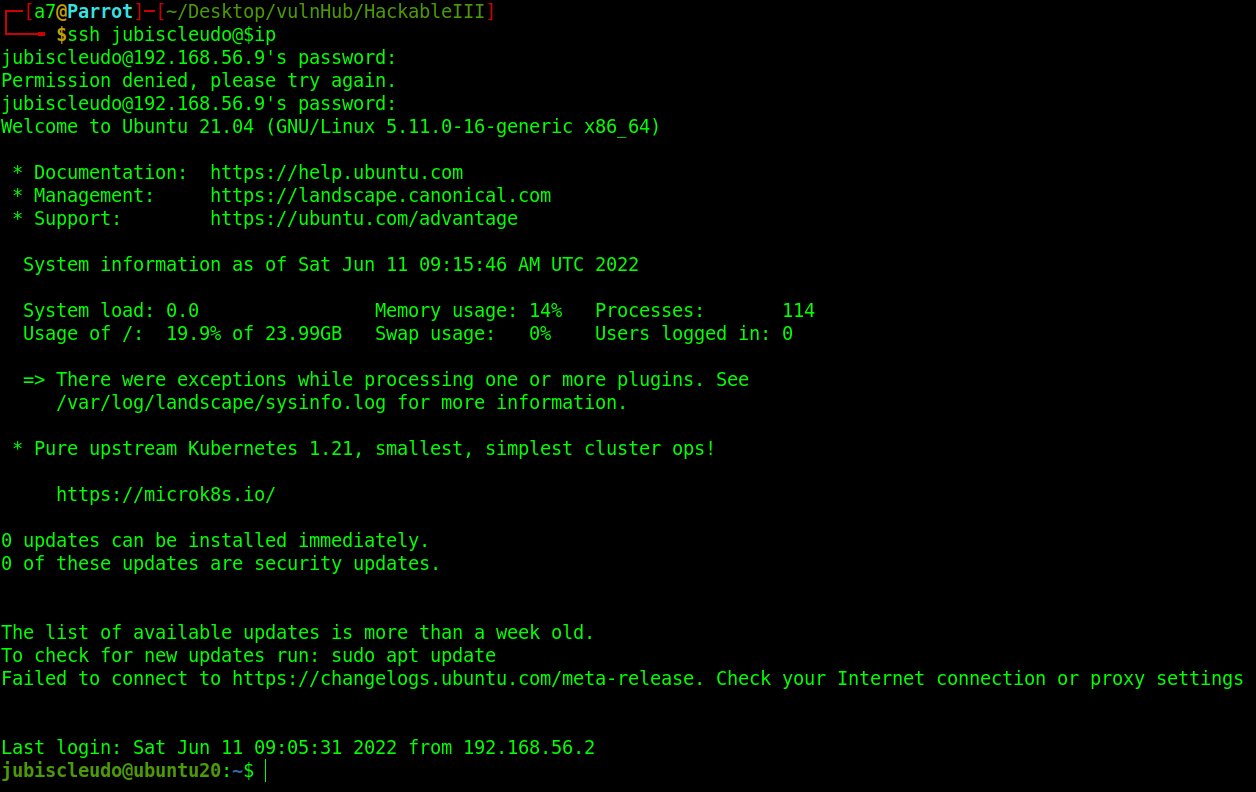 ┌─[a7@Parrot]─[~/Desktop/vulnHub/HackableIII]
└──╼ $ssh jubiscleudo@$ip
jubiscleudo@192.168.56.9's password:
Permission denied, please try again.
jubiscleudo@192.168.56.9's password:
Welcome to Ubuntu 21.04 (GNU/Linux 5.11.0-16-generic x86_64)
 * Documentation:  https://help.ubuntu.com
 * Management:     https://landscape.canonical.com
 * Support:        https://ubuntu.com/advantage
  System information as of Sat Jun 11 09:15:46 AM UTC 2022
  System load: 0.0                Memory usage: 14%   Processes:       114
  Usage of /:  19.9% of 23.99GB   Swap usage:   0%    Users logged in: 0
  => There were exceptions while processing one or more plugins. See
     /var/log/landscape/sysinfo.log for more information.
 * Pure upstream Kubernetes 1.21, smallest, simplest cluster ops!
     https://microk8s.io/
0 updates can be installed immediately.
0 of these updates are security updates.
The list of available updates is more than a week old.
To check for new updates run: sudo apt update
Failed to connect to https://changelogs.ubuntu.com/meta-release. Check your Internet connection or proxy settings
Last login: Sat Jun 11 09:05:31 2022 from 192.168.56.2
jubiscleudo@ubuntu20:~$